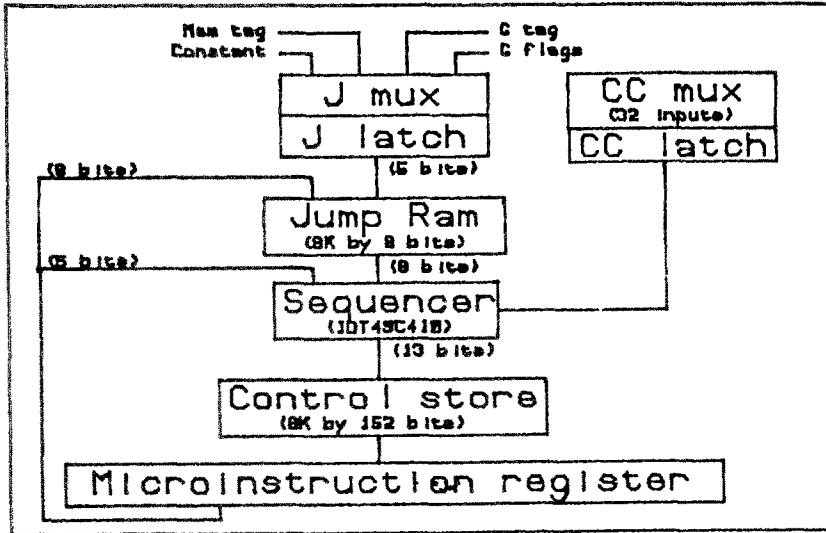 Mem tag
G tag
Constant
G flags
J mux
CC mux
(32 inputs)
J latch
CC latch
(8 bits)
(5 bits)
Jump Ram
(8K by 8 bits)
(5 bits)
(8 bits)
Sequencer
(IDT49C410)
(13 bits)
Control store
(8K by 152 bits)
Microinstruction register